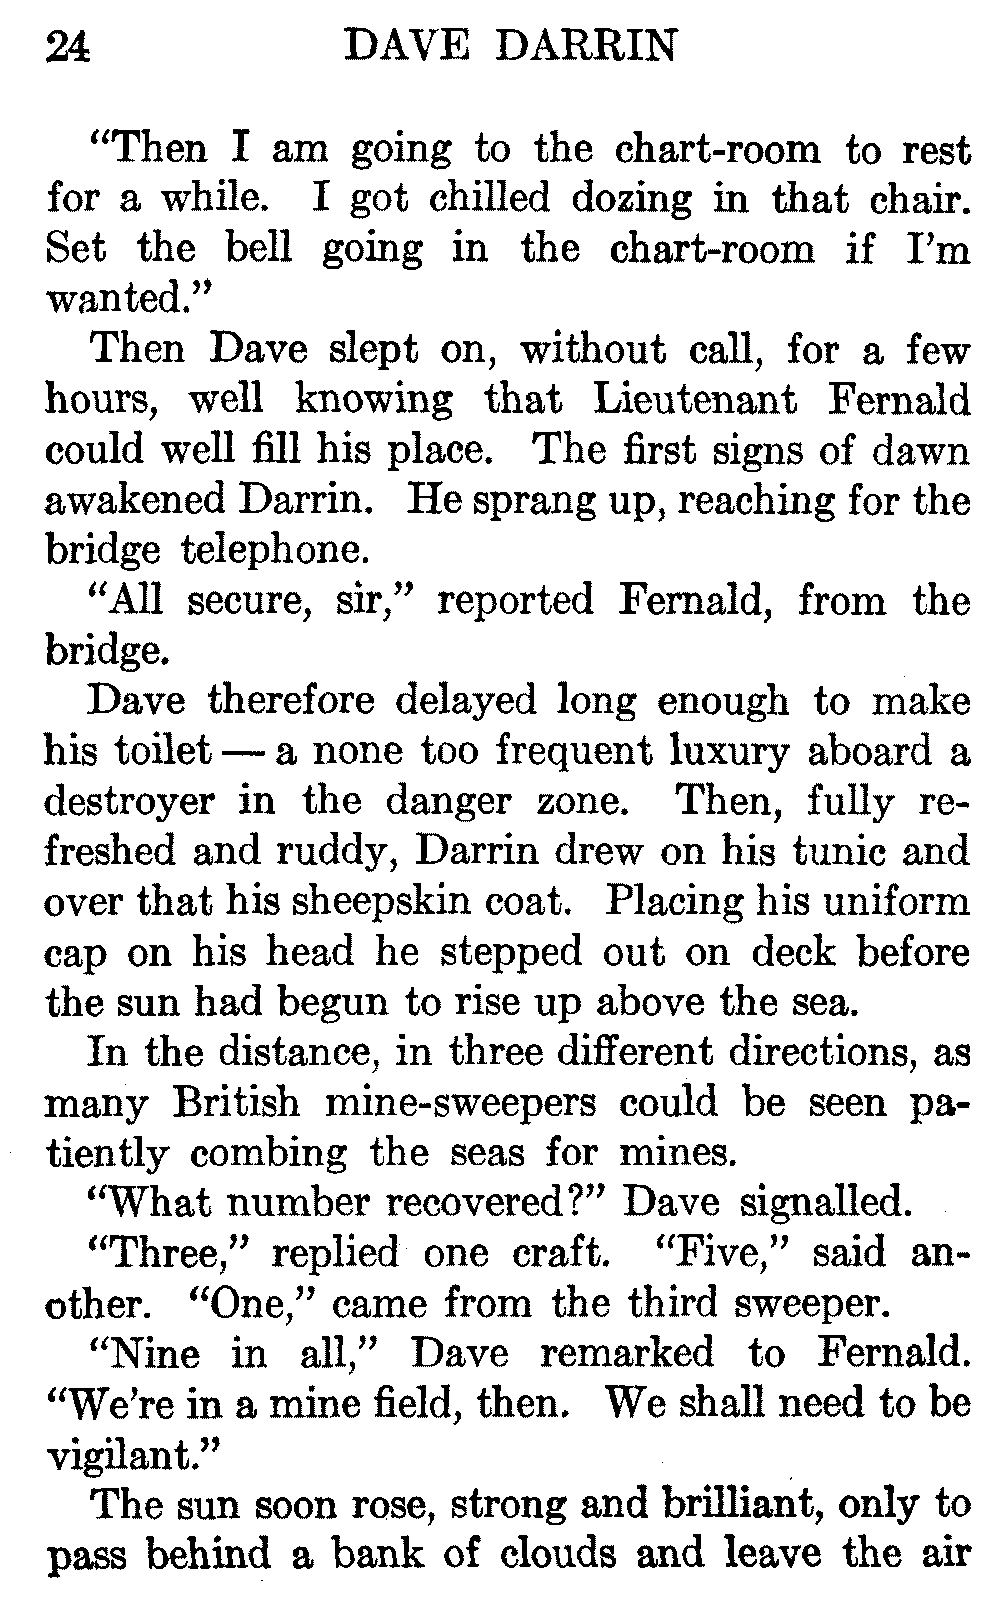 24 DAVE DARRIN
“Then I am going to the chart-room to rest
for a while. I got chilled dozing in that chair.
Set the bell going in the chart-room if I’m
wanted.”
Then Dave slept on, without call, for a few
hours, well knowing that Lieutenant Fernald
could well fill his place. The first signs of dawn
awakened Darrin. He sprang up, reaching for the
bridge telephone.
“All secure, sir,” reported Fernald, from the
bridge.
Dave therefore delayed long enough to make
his toilet — a none too frequent luxury aboard a
destroyer in the danger zone. Then, fully re-
freshed and ruddy, Darrin drew on his tunic and
over that his sheepskin coat. Placing his uniform
cap on his head he stepped out on deck before
the sun had begun to rise up above the sea.
In the distance, in three different directions, as
many British mine-sweepers could be seen pa-
tiently combing the seas for mines.
“What number recovered?” Dave signalled.
“Three,” replied one craft. “Five,” said an-
other. “One,” came from the third sweeper.
“Nine in all,” Dave remarked to Fernald.
“We’re in a mine field, then. We shall need to be
vigilant.”
The sun soon rose, strong and brilliant, only to
pass behind a bank of clouds and leave the air